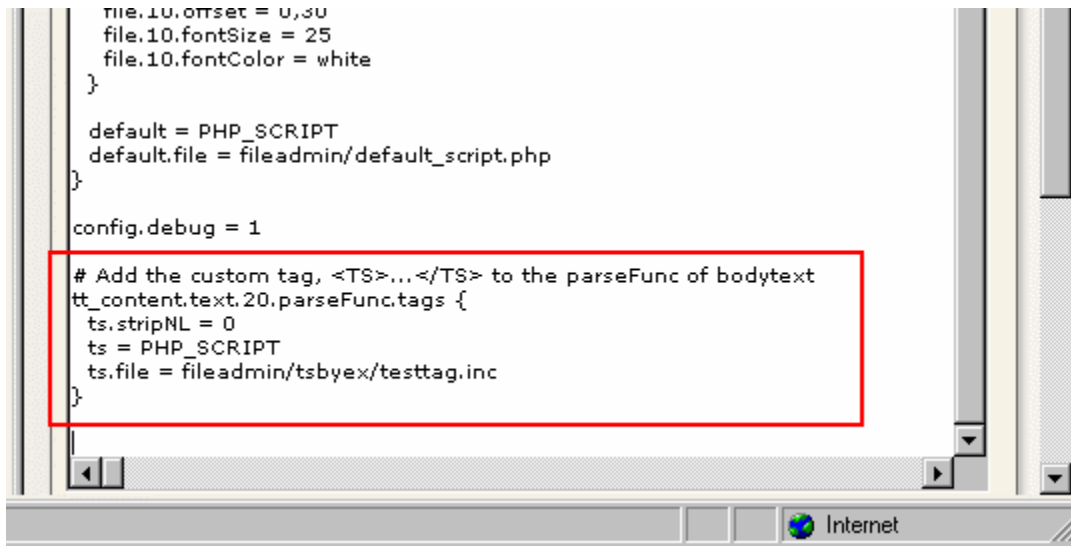 file.10.offset = 0,30
file.10.fontSize = 25
file.10.fontColor = white
}
default = PHP_SCRIPT
default.file = fileadmin/default_script.php
}
config.debug = 1
# Add the custom tag, <TS>...</TS> to the parseFunc of bodytext
tt_content.text.20.parseFunc.tags {
ts.stripNL = 0
ts = PHP_SCRIPT
ts.file = fileadmin/tsbyex/testtag.inc
}
Internet